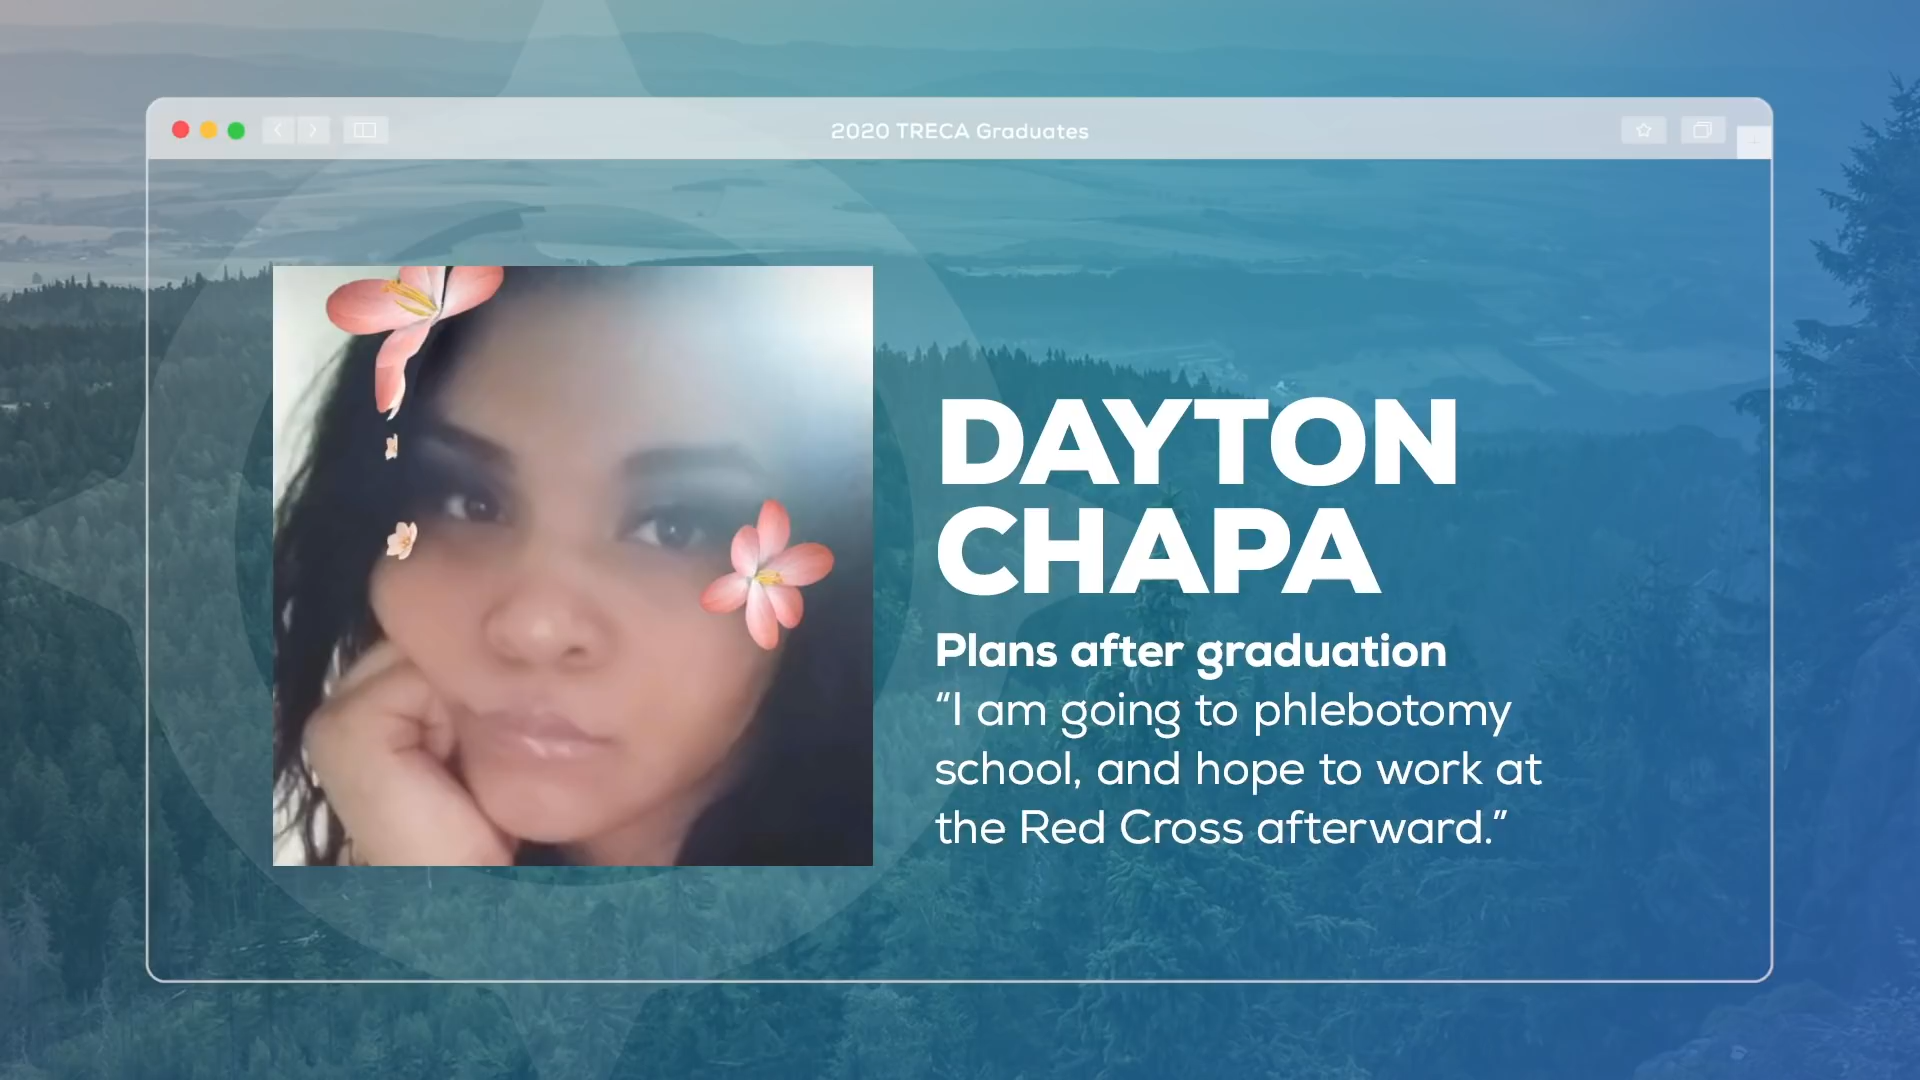 2020 TRECA Graduates
DAYTON
CHAPA
Plans after graduation
“I am going to phlebotomy
school, and hope to work at
the Red Cross afterward.”